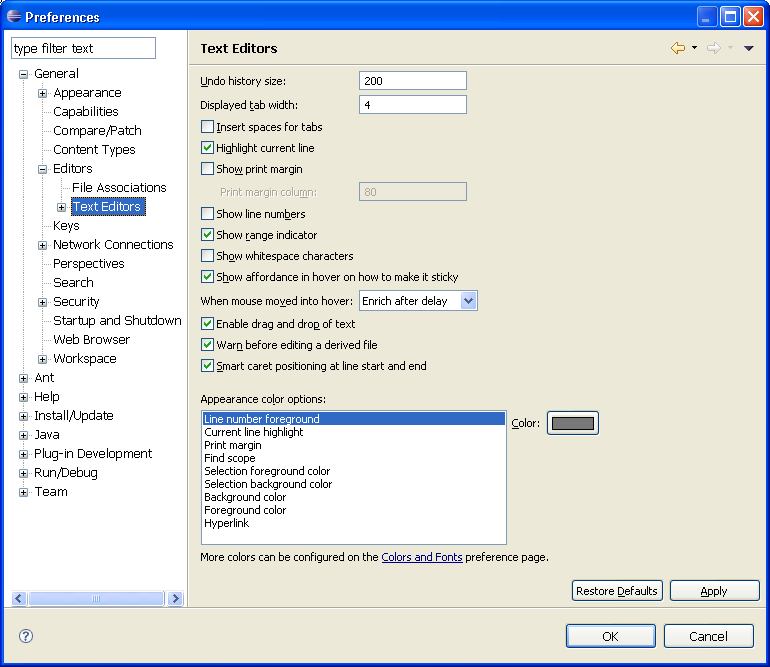 Preferences
type filter text
General
Appearance
Capabilities
Compare/Patch
Content Types
Editors
File Associations
Text Editors
Keys
Network Connections
Perspectives
Search
Security
Startup and Shutdown
Web Browser
Workspace
Ant
Help
Install/Update
Java
Plug-in Development
Run/Debug
Team
Text Editors
Undo history size: 200
Displayed tab width: 4
Insert spaces for tabs
Highlight current line
Show print margin
Print margin column: 80
Show line numbers
Show range indicator
Show whitespace characters
Show affordance in hover on how to make it sticky
When mouse moved into hover: Enrich after delay
Enable drag and drop of text
Warn before editing a derived file
Smart caret positioning at line start and end
Appearance color options:
Line number foreground
Current line highlight
Print margin
Find scope
Selection foreground color
Selection background color
Background color
Foreground color
Hyperlink
Color:
More colors can be configured on the Colors and Fonts preference page.
Restore Defaults Apply
? OK Cancel